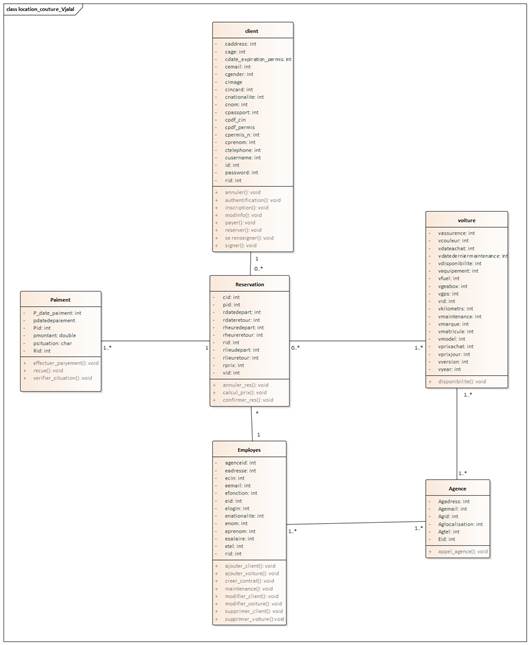 class location_couture_Vjalal
client
- caddress: int
- cage: int
- cdate_expiration_permis: int
- cemail: int
- cgender: int
- cimage
- cincard: int
- cnationalite: int
- cnom: int
- cpassport: int
- cpdf_cin
- cpdf_permis
- cpermis_n: int
- cprenom: int
- ctelephone: int
- cusername: int
- id: int
- password: int
- rid: int
+ annuler(): void
+ authentification(): void
+ inscription(): void
+ modinfo(): void
+ payer(): void
+ reserver(): void
+ se renseigner(): void
+ signer(): void
1
0..*
Reservation
- cid: int
- pid: int
- rdatedepart: int
- rdateretour: int
- rheuredepart: int
- rheureretour: int
- rid: int
- rlieudepart: int
- rlieuretour: int
- rprix: int
- vid: int
+ annuler_res(): void
+ calcul_prix(): void
+ confirmer_res(): void
Paiment
- P_date_paiment: int
- pdatedepaiement
- Pid: int
- pmontant: double
- psituation: char
- Rid: int
+ effectuer_paiyement(): void
+ recue(): void
+ verifier_situation(): void
1..*
1
0..*
1..*
voiture
- vassurence: int
- vcouleur: int
- vdateachat: int
- vdatederniermaintenance: int
- vdisponibilite: int
- vequipement: int
- vfuel: int
- vgeabox: int
- vgps: int
- vid: int
- vkilometrs: int
- vmaintenance: int
- vmarque: int
- vmatricule: int
- vmodel: int
- vprixachat: int
- vprixjour: int
- vversion: int
- vyear: int
+ disponibilite(): void
1..*
1..*
*
1
Employes
- agenceid: int
- eadresse: int
- ecin: int
- eemail: int
- efonction: int
- eid: int
- elogin: int
- enationalite: int
- enom: int
- eprenom: int
- esalaire: int
- etel: int
- rid: int
+ ajouter_client(): void
+ ajouter_voiture(): void
+ creer_contrat(): void
+ maintenance(): void
+ modifier_client(): void
+ modifier_voiture(): void
+ supprimer_client(): void
+ supprimer_voiture():void
1..*
1..*
Agence
- Agadress: int
- Agemail: int
- Agid: int
- Aglocalisation: int
- Agtel: int
- Eid: int
+ appel_agence(): void